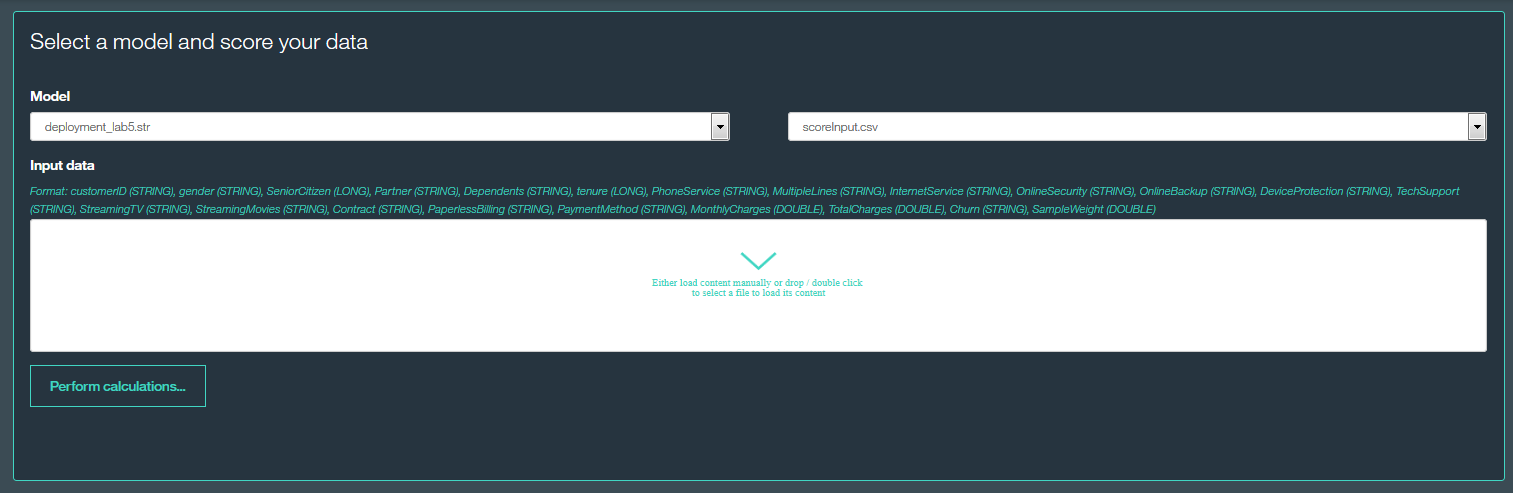 Select a model and score your data
Model
deployment_lab5.str
scoreInput.csv
Input data
Format: customerID (STRING), gender (STRING), SeniorCitizen (LONG), Partner (STRING), Dependents (STRING), tenure (LONG), PhoneService (STRING), MultipleLines (STRING), InternetService (STRING), OnlineSecurity (STRING), OnlineBackup (STRING), DeviceProtection (STRING), TechSupport
(STRING), StreamingTV (STRING), StreamingMovies (STRING), Contract (STRING), PaperlessBilling (STRING), PaymentMethod (STRING), MonthlyCharges (DOUBLE), TotalCharges (DOUBLE), Churn (STRING), SampleWeight (DOUBLE)
Either load content manually or drop / double click
to select a file to load its content
Perform calculations...